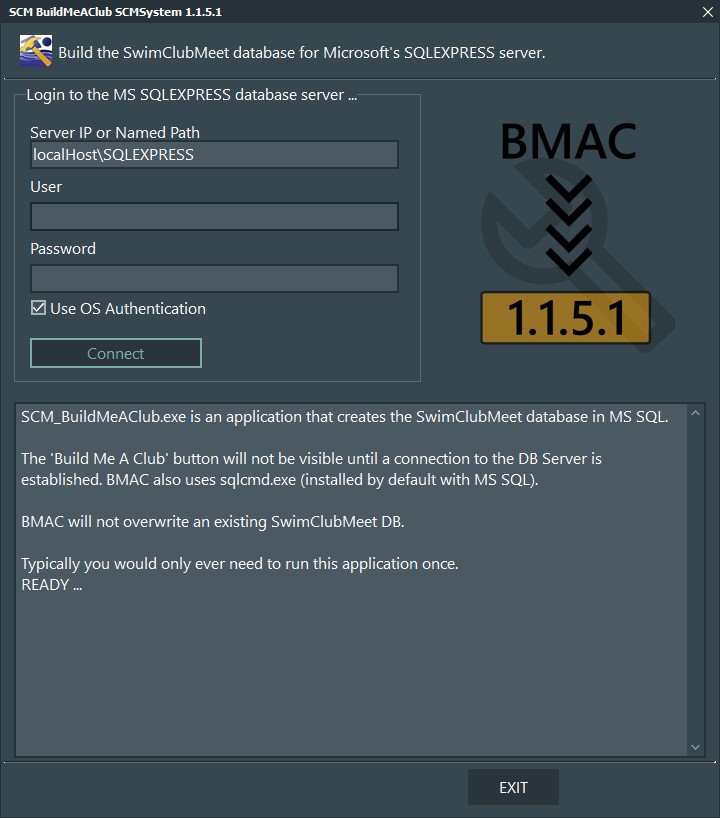 SCM BuildMeAClub SCMSystem 1.1.5.1
Build the SwimClubMeet database for Microsoft's SQLEXPRESS server.
Login to the MS SQLEXPRESS database server ...
Server IP or Named Path
localHost\SQLEXPRESS
User
Password
Use OS Authentication
Connect
BMAC
1.1.5.1
SCM_BuildMeAClub.exe is an application that creates the SwimClubMeet database in MS SQL.
The 'Build Me A Club' button will not be visible until a connection to the DB Server is
established. BMAC also uses sqlcmd.exe (installed by default with MS SQL).
BMAC will not overwrite an existing SwimClubMeet DB.
Typically you would only ever need to run this application once.
READY ...
EXIT